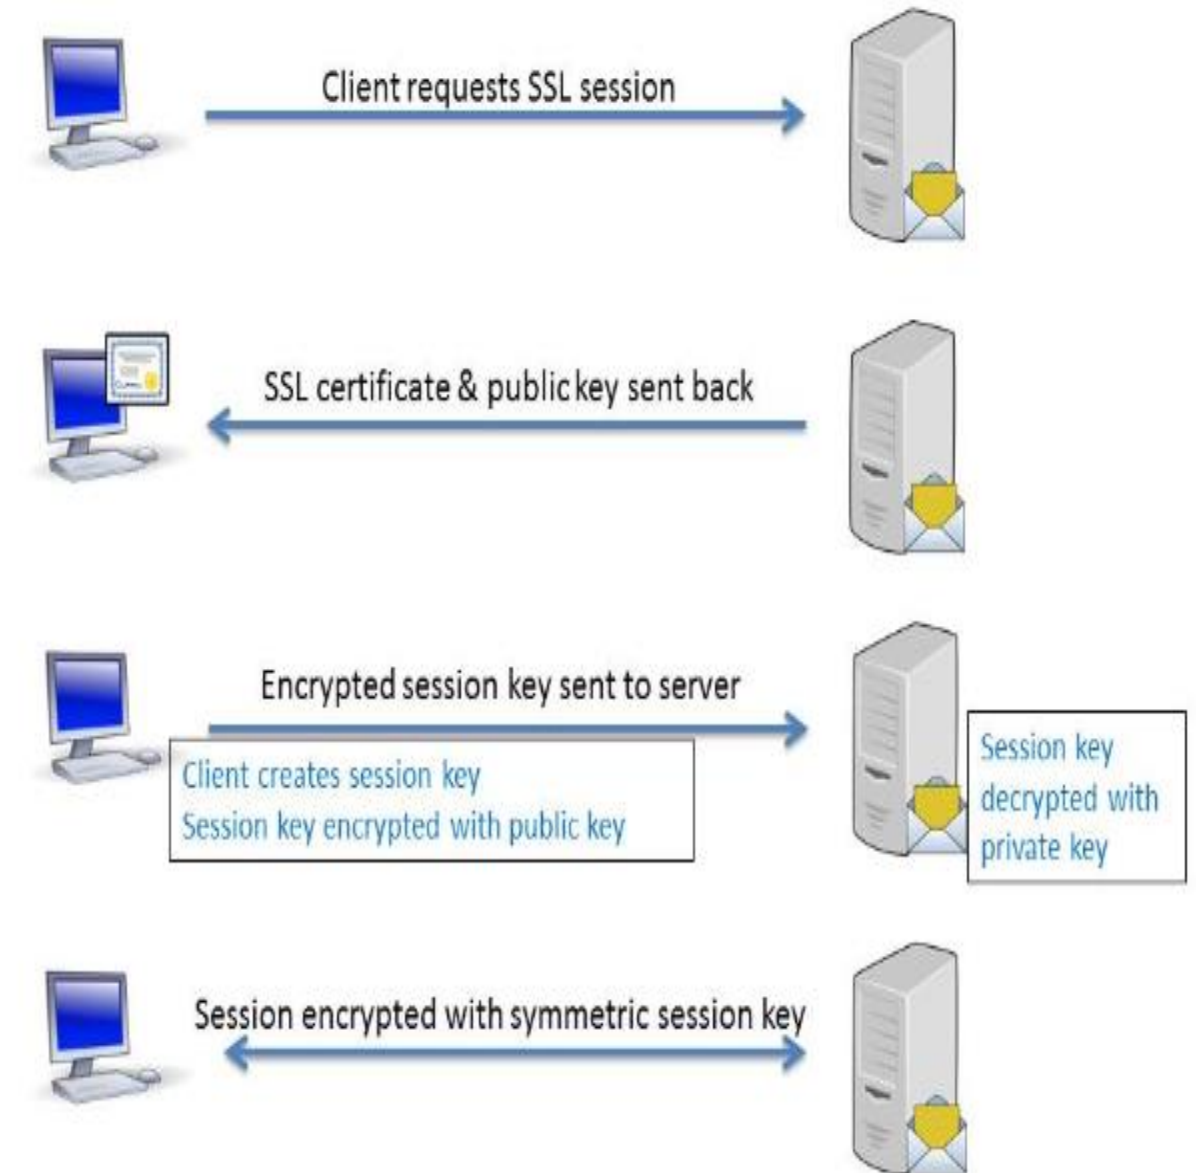 Client requests SSL session
SSL certificate & public key sent back
Encrypted session key sent to server
Client creates session key
Session key encrypted with public key
Session key
decrypted with
private key
Session encrypted with symmetric session key